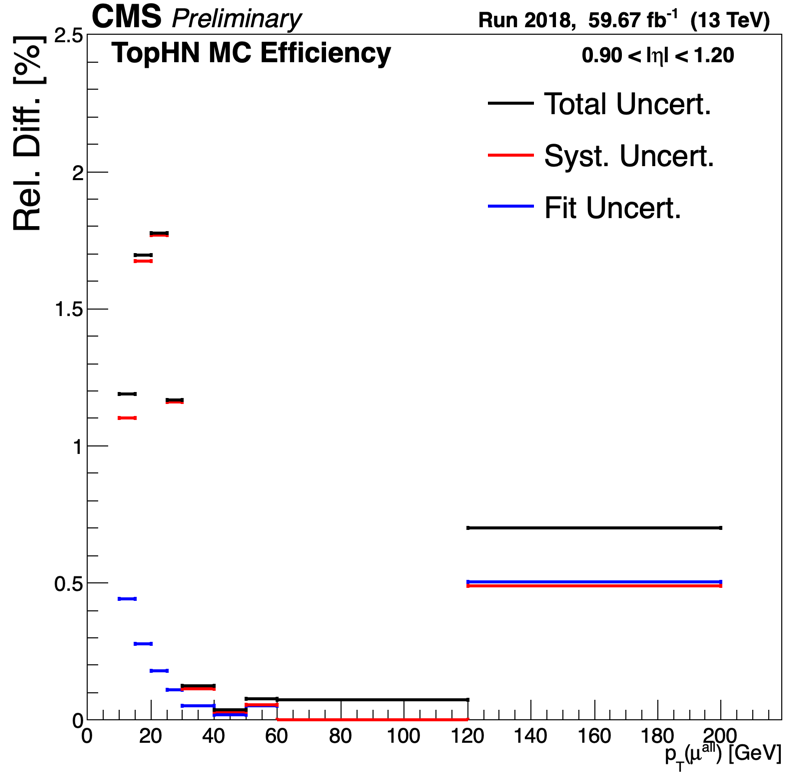 CMS Preliminary
Run 2018, 59.67 fb⁻¹ (13 TeV)
TopHN MC Efficiency
0.90 < |η| < 1.20
Total Uncert.
Syst. Uncert.
Fit Uncert.
Rel. Diff. [%]
2.5
2
1.5
1
0.5
0
0 20 40 60 80 100 120 140 160 180 200
p_T(μ^all) [GeV]